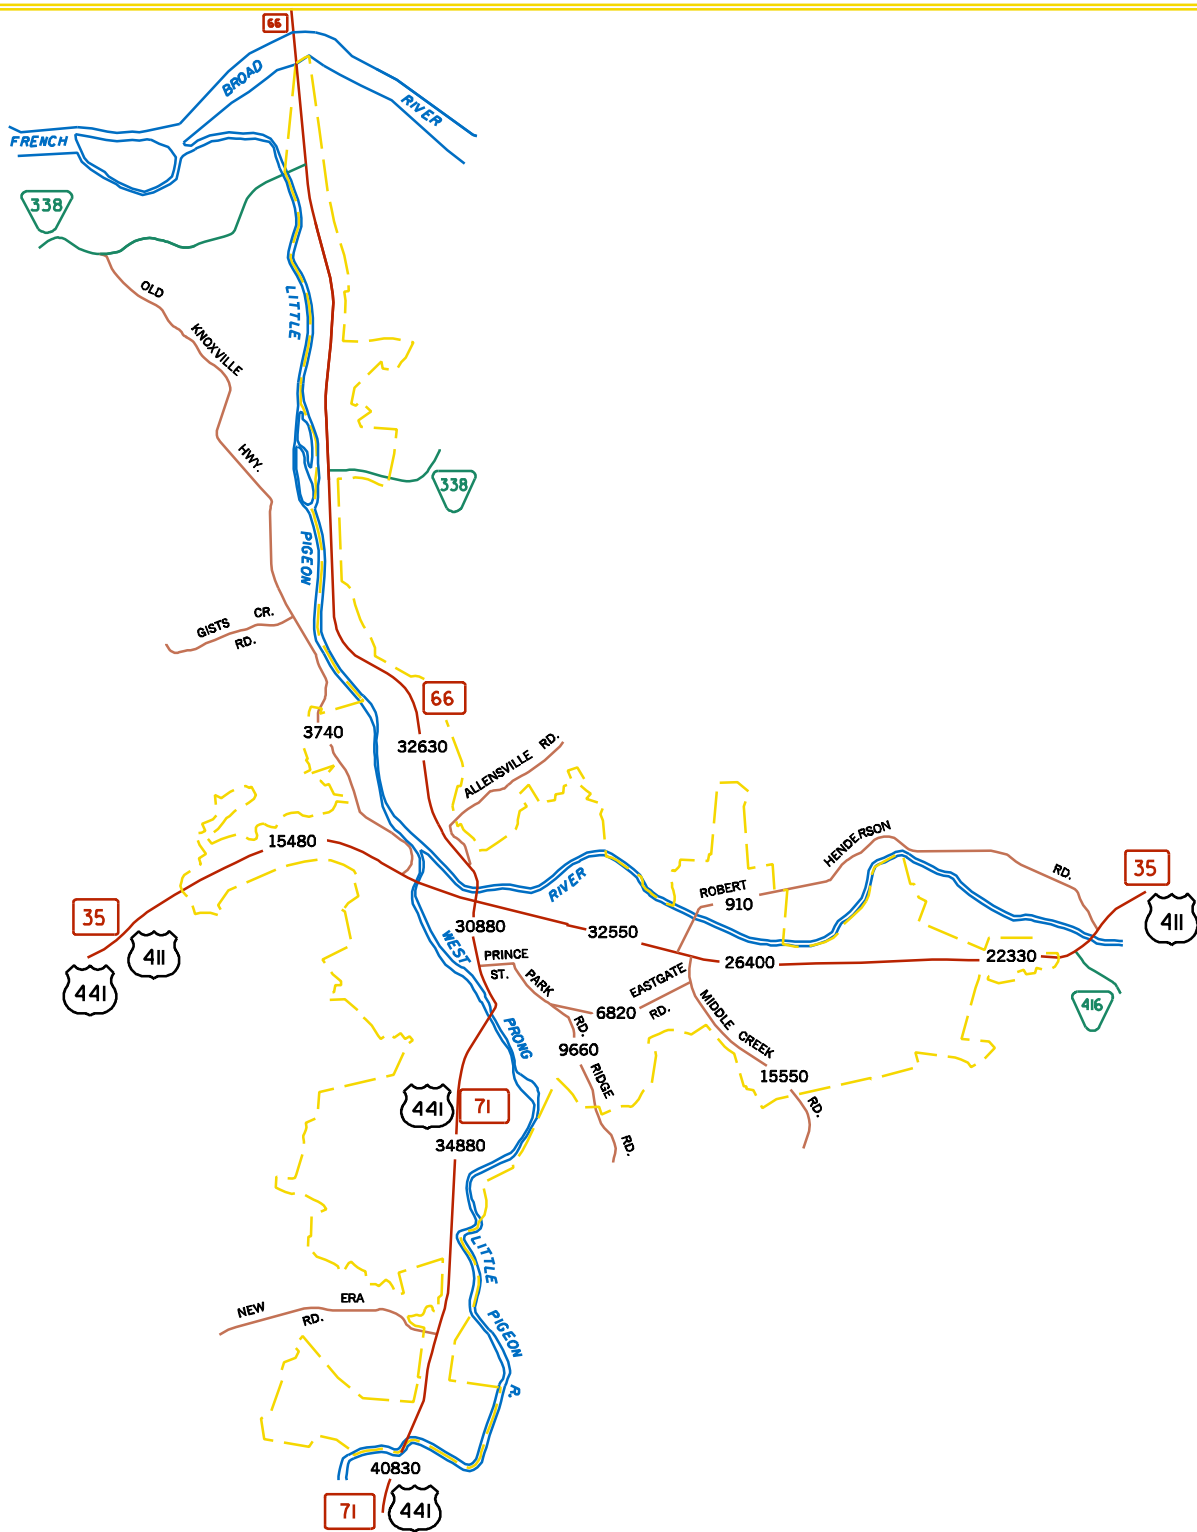 66
BROAD
RIVER
FRENCH
338
OLD
LITTLE
KNOXVILLE
HWY.
338
PIGEON
GISTS CR.
RD.
66
3740
32630
ALLENSVILLE RD.
15480
HENDERSON
RD.
35
RIVER
ROBERT
910
35
411
30880
32550
411
WEST
PRINCE
ST.
26400
22330
441
PARK
EASTGATE
RD.
6820
416
MIDDLE CREEK
RD.
PRONG
RD.
9660
15550
RIDGE
RD.
441
71
34880
LITTLE
NEW ERA
RD.
PIGEON
R.
40830
71
441